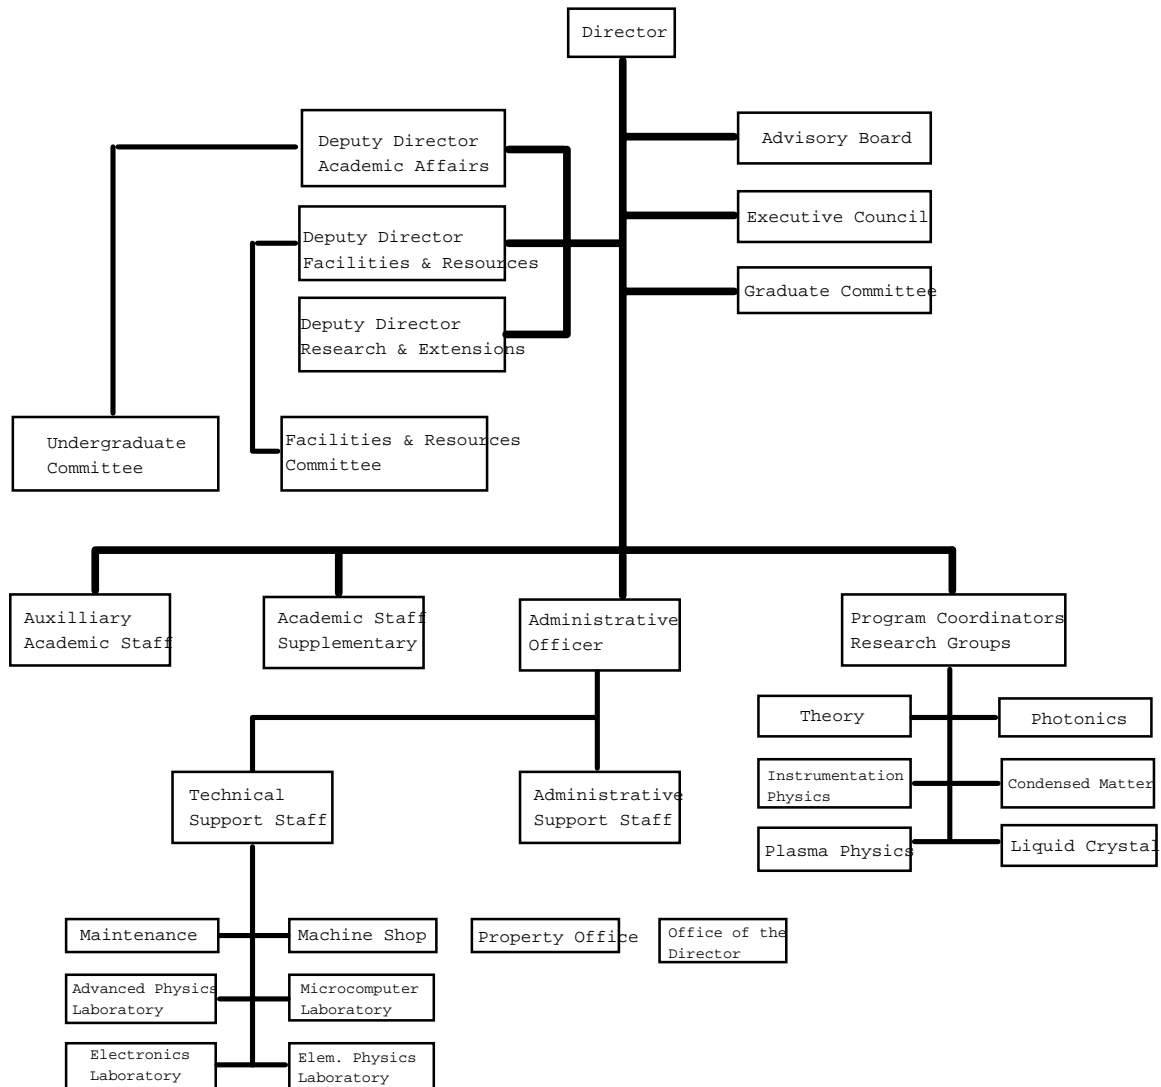 Director
Deputy Director
Academic Affairs
Advisory Board
Deputy Director
Facilities & Resources
Executive Council
Graduate Committee
Deputy Director
Research & Extensions
Undergraduate
Committee
Facilities & Resources
Committee
Auxilliary
Academic Staff
Academic Staff
Supplementary
Administrative
Officer
Program Coordinators
Research Groups
Theory
Photonics
Instrumentation
Physics
Condensed Matter
Plasma Physics
Liquid Crystal
Technical
Support Staff
Administrative
Support Staff
Maintenance
Machine Shop
Property Office
Office of the
Director
Advanced Physics
Laboratory
Microcomputer
Laboratory
Electronics
Laboratory
Elem. Physics
Laboratory